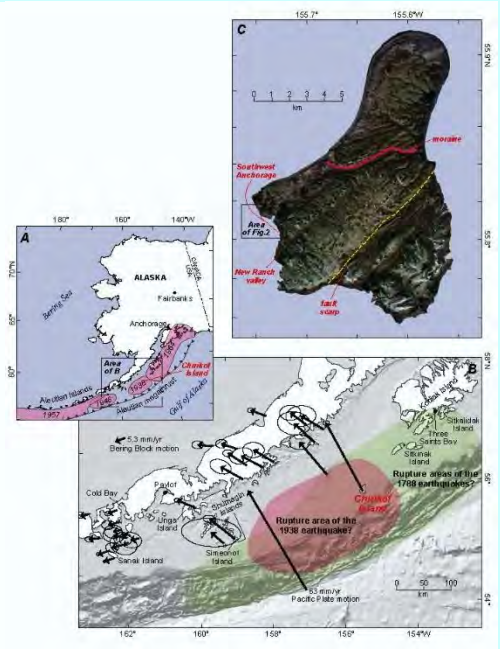 155.7°
155.6°W
C
55.9°N
0 1 2 3 4 5
km
moraine
Southwest
Anchorage
Area
of Fig.2
55.8°
New Ranch
valley
fault
scarp
180°
160°
140°W
A
70°N
65°
60°
CANADA
USA
ALASKA
Fairbanks
Bering Sea
Anchorage
Area
of B
Chirikof
Island
1964
1938
1946
1957
Aleutian Islands
Aleutian megathrust
Gulf of Alaska
B
58°N
Kodiak Island
Sitkalidak
Island
Three
Saints Bay
Sitkinak
Island
5.3 mm/yr
Bering Block motion
Rupture areas of the
1788 earthquakes?
56°
Cold Bay
Pavlof
Shumagin
Islands
Chirikof
Island
Unga
Island
Rupture area of the
1938 earthquake?
Simeonof
Island
Sanak Island
0 50 100
km
63 mm/yr
Pacific Plate motion
54°
162°
160°
158°
156°
154°W